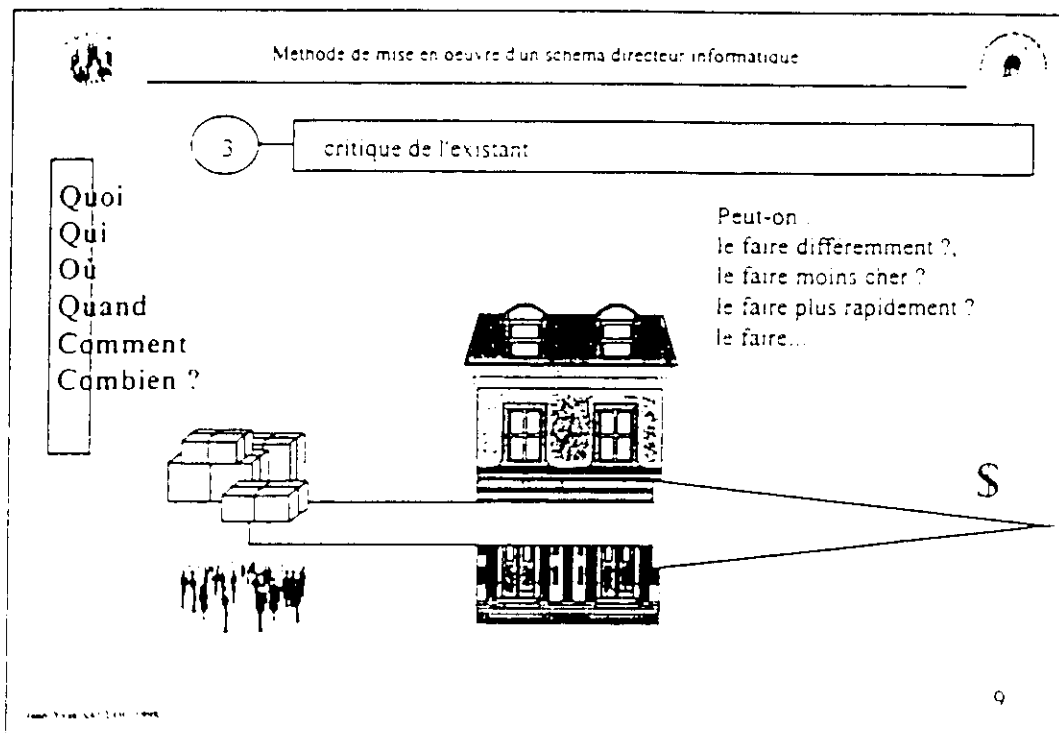 Methode de mise en oeuvre d'un schema directeur informatique
3
critique de l'existant
Quoi
Qui
Où
Quand
Comment
Combien ?
Peut-on :
le faire différemment ?,
le faire moins cher ?
le faire plus rapidement ?
le faire...
$
9